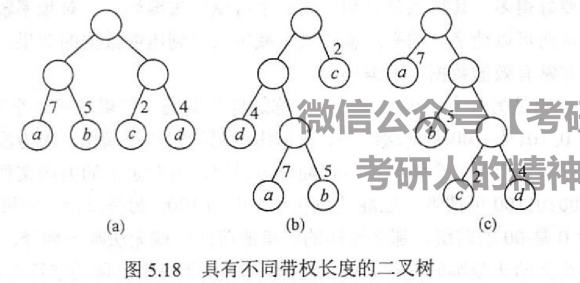 7 5 2 4
a b c d
(a)
2
c
4
d
7 5
a b
(b)
7
a
5
b
2 4
c d
(c)
微信公众号【考研
考研人的精神
图 5.18 具有不同带权长度的二叉树